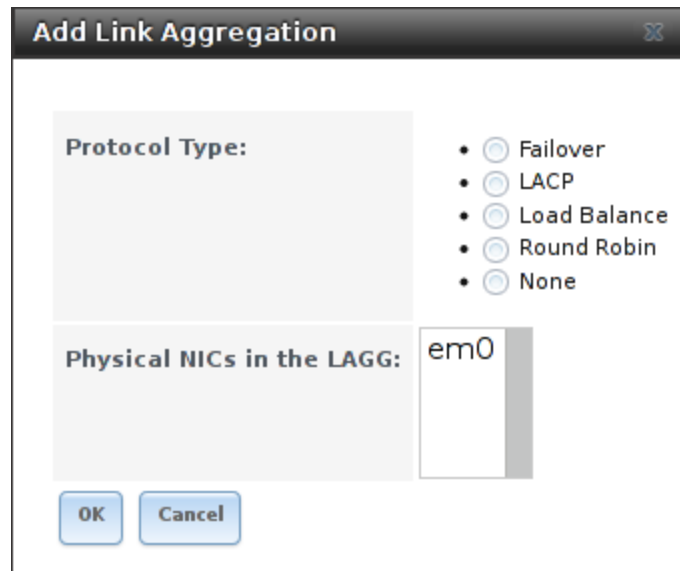 Add Link Aggregation
Protocol Type:
Failover
LACP
Load Balance
Round Robin
None
Physical NICs in the LAGG:
em0
OK
Cancel